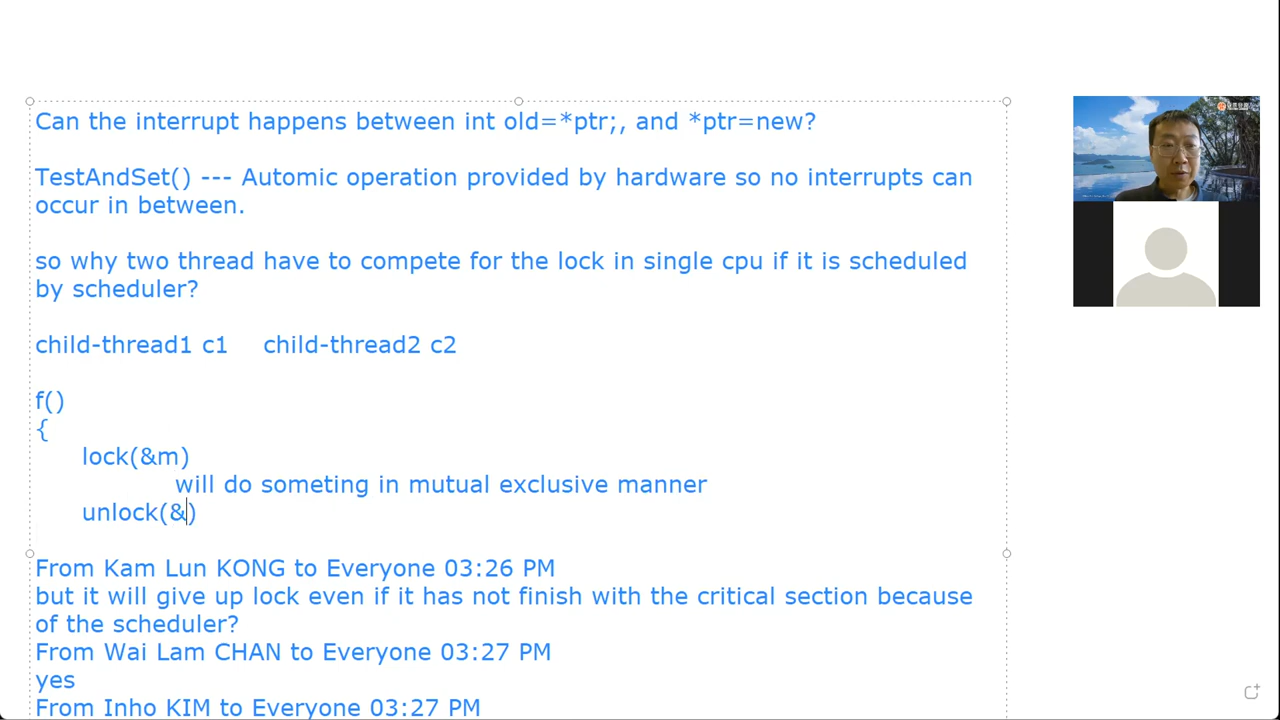 Can the interrupt happens between int old=*ptr;, and *ptr=new?
TestAndSet() --- Automic operation provided by hardware so no interrupts can
occur in between.
so why two thread have to compete for the lock in single cpu if it is scheduled
by scheduler?
child-thread1 c1 child-thread2 c2
f()
{
lock(&m)
will do someting in mutual exclusive manner
unlock(&)
From Kam Lun KONG to Everyone 03:26 PM
but it will give up lock even if it has not finish with the critical section because
of the scheduler?
From Wai Lam CHAN to Everyone 03:27 PM
yes
From Inho KIM to Everyone 03:27 PM